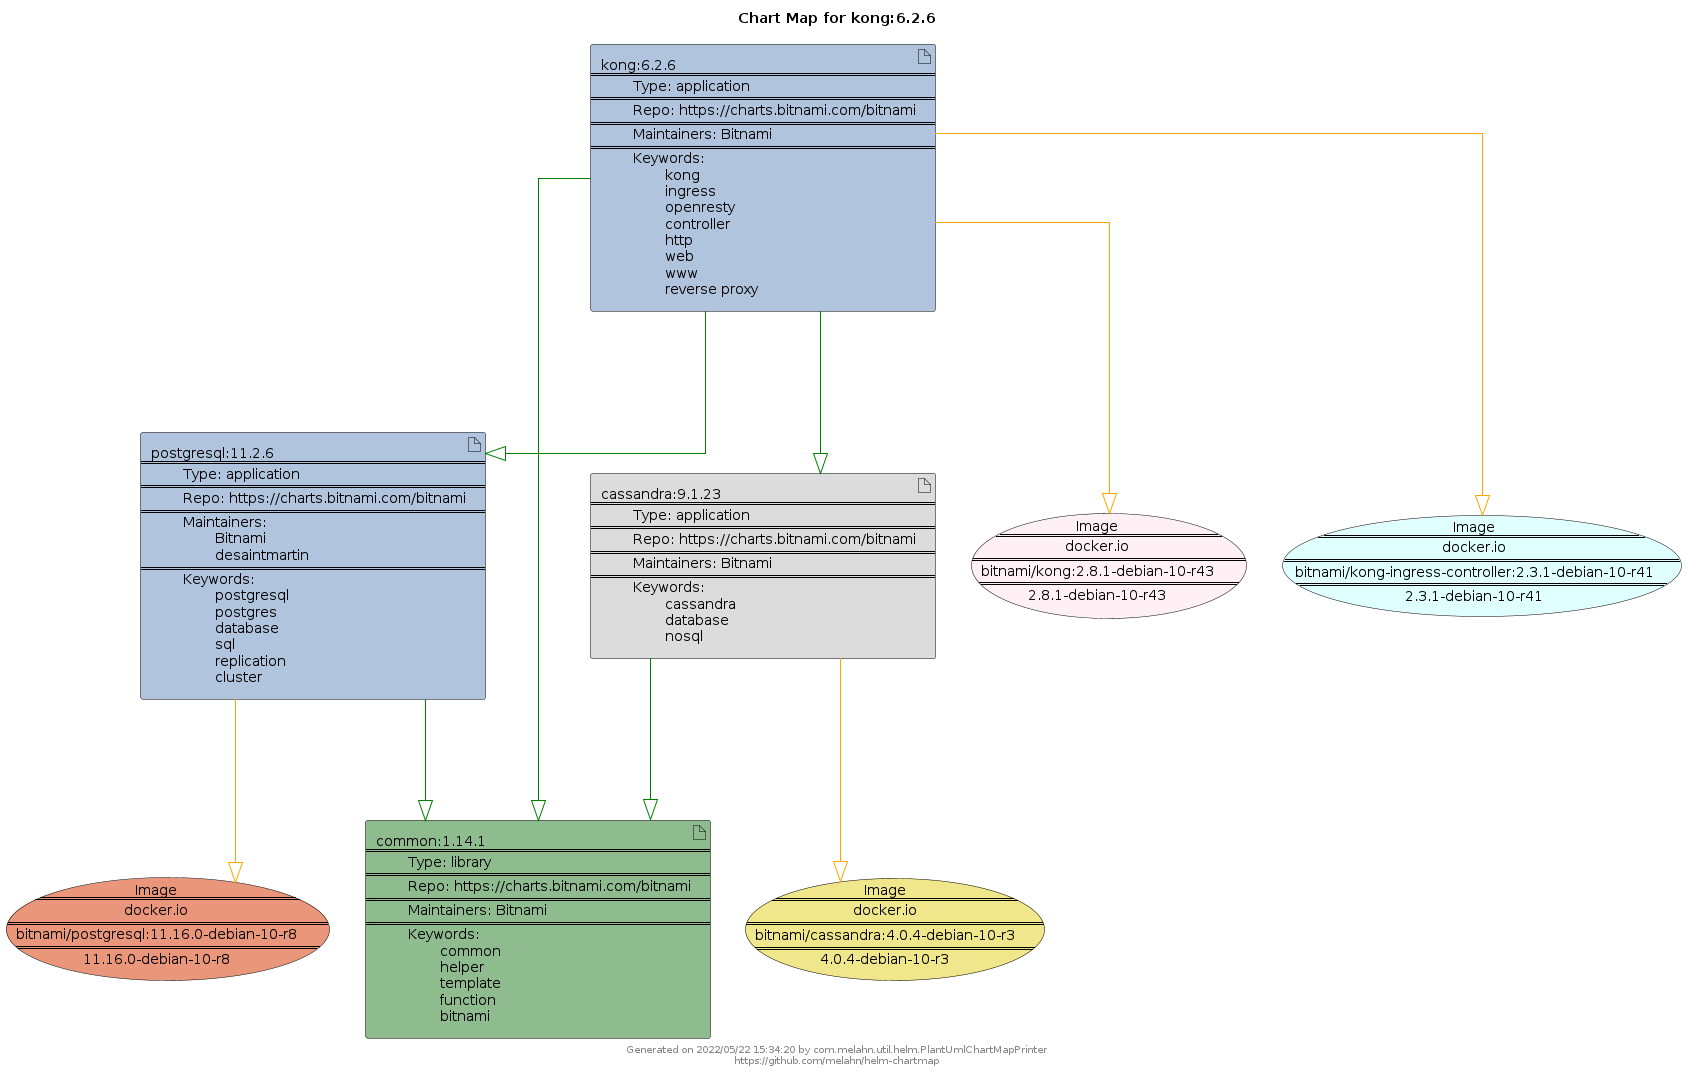 Chart Map for kong:6.2.6
kong:6.2.6
Type: application
Repo: https://charts.bitnami.com/bitnami
Maintainers: Bitnami
Keywords:
kong
ingress
openresty
controller
http
web
www
reverse proxy
postgresql:11.2.6
Type: application
Repo: https://charts.bitnami.com/bitnami
Maintainers:
Bitnami
desaintmartin
Keywords:
postgresql
postgres
database
sql
replication
cluster
cassandra:9.1.23
Type: application
Repo: https://charts.bitnami.com/bitnami
Maintainers: Bitnami
Keywords:
cassandra
database
nosql
Image
docker.io
bitnami/kong:2.8.1-debian-10-r43
2.8.1-debian-10-r43
Image
docker.io
bitnami/kong-ingress-controller:2.3.1-debian-10-r41
2.3.1-debian-10-r41
Image
docker.io
bitnami/postgresql:11.16.0-debian-10-r8
11.16.0-debian-10-r8
common:1.14.1
Type: library
Repo: https://charts.bitnami.com/bitnami
Maintainers: Bitnami
Keywords:
common
helper
template
function
bitnami
Image
docker.io
bitnami/cassandra:4.0.4-debian-10-r3
4.0.4-debian-10-r3
Generated on 2022/05/22 15:34:20 by com.melahn.util.helm.PlantUmlChartMapPrinter
https://github.com/melahn/helm-chartmap